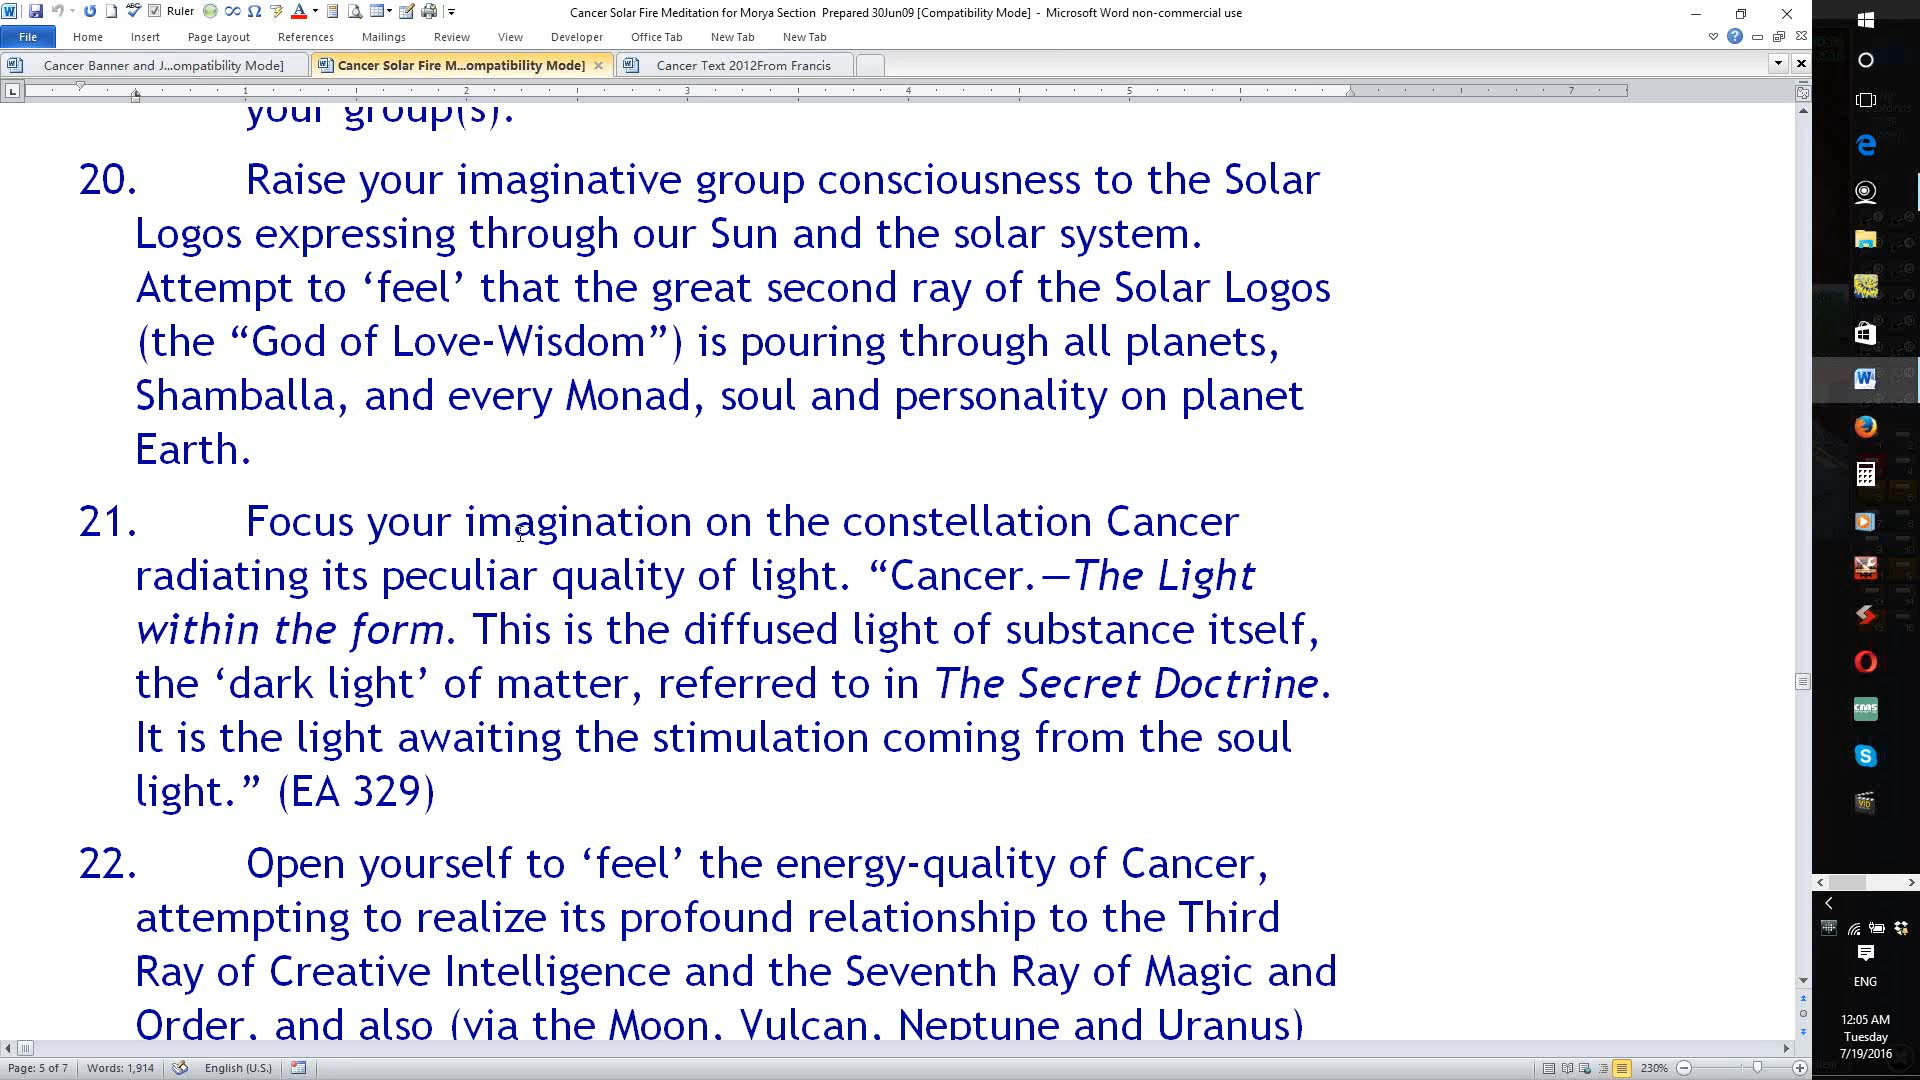 Cancer Solar Fire Meditation for Morya Section  Prepared 30Jun09 [Compatibility Mode]  -  Microsoft Word non-commercial use
Ruler
File Home Insert Page Layout References Mailings Review View Developer Office Tab New Tab New Tab
Cancer Banner and J...ompatibility Mode] Cancer Solar Fire M...ompatibility Mode] Cancer Text 2012From Francis
1 2 3 4 5 7
your group(s).
20. Raise your imaginative group consciousness to the Solar
Logos expressing through our Sun and the solar system.
Attempt to ‘feel’ that the great second ray of the Solar Logos
(the “God of Love-Wisdom”) is pouring through all planets,
Shamballa, and every Monad, soul and personality on planet
Earth.
21. Focus your imagination on the constellation Cancer
radiating its peculiar quality of light. “Cancer.—The Light
within the form. This is the diffused light of substance itself,
the ‘dark light’ of matter, referred to in The Secret Doctrine.
It is the light awaiting the stimulation coming from the soul
light.” (EA 329)
22. Open yourself to ‘feel’ the energy-quality of Cancer,
attempting to realize its profound relationship to the Third
Ray of Creative Intelligence and the Seventh Ray of Magic and
Order, and also (via the Moon, Vulcan, Neptune and Uranus)
Page: 5 of 7 Words: 1,914 English (U.S.) 230%
ENG
12:05 AM
Tuesday
7/19/2016